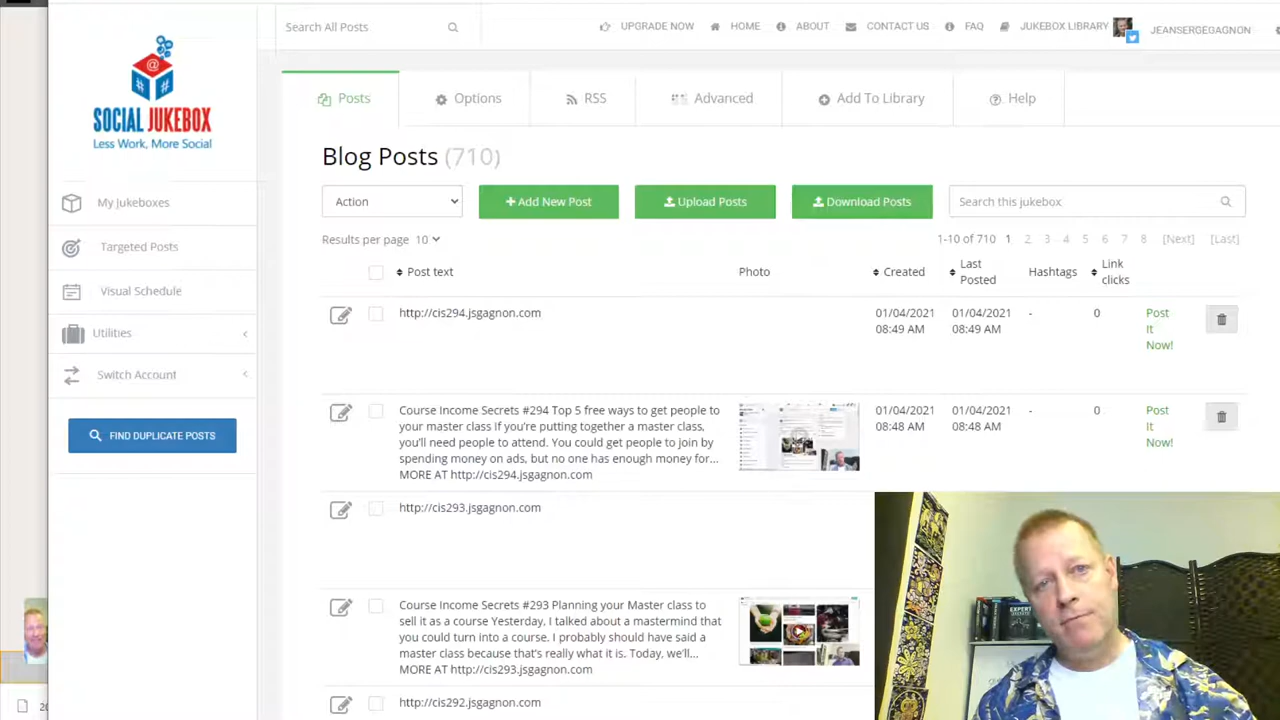 Search All Posts
UPGRADE NOW
HOME
ABOUT
CONTACT US
FAQ
JUKEBOX LIBRARY
JEANSERGEGAGNON
@
# #
SOCIAL JUKEBOX
Less Work, More Social
My Jukeboxes
Targeted Posts
Visual Schedule
Utilities
Switch Account
FIND DUPLICATE POSTS
Posts
Options
RSS
Advanced
Add To Library
Help
Blog Posts (710)
Action
Add New Post
Upload Posts
Download Posts
Search this jukebox
Results per page 10
1-10 of 710 1 2 3 4 5 6 7 8 [Next] [Last]
Post text
Photo
Created
Last
Posted
Hashtags
Link
clicks
http://cis294.jsgagnon.com
01/04/2021
08:49 AM
01/04/2021
08:49 AM
-
0
Post
It
Now!
Course Income Secrets #294 Top 5 free ways to get people to
your master class If you're putting together a master class,
you'll need people to attend. You could get people to join by
spending money on ads, but no one has enough money for...
MORE AT http://cis294.jsgagnon.com
01/04/2021
08:48 AM
01/04/2021
08:48 AM
-
0
Post
It
Now!
http://cis293.jsgagnon.com
Course Income Secrets #293 Planning your Master class to
sell it as a course Yesterday, I talked about a mastermind that
you could turn into a course. I probably should have said a
master class because that's really what it is. Today, we'll...
MORE AT http://cis293.jsgagnon.com
http://cis292.jsgagnon.com
EXPERT
SECRETS
20